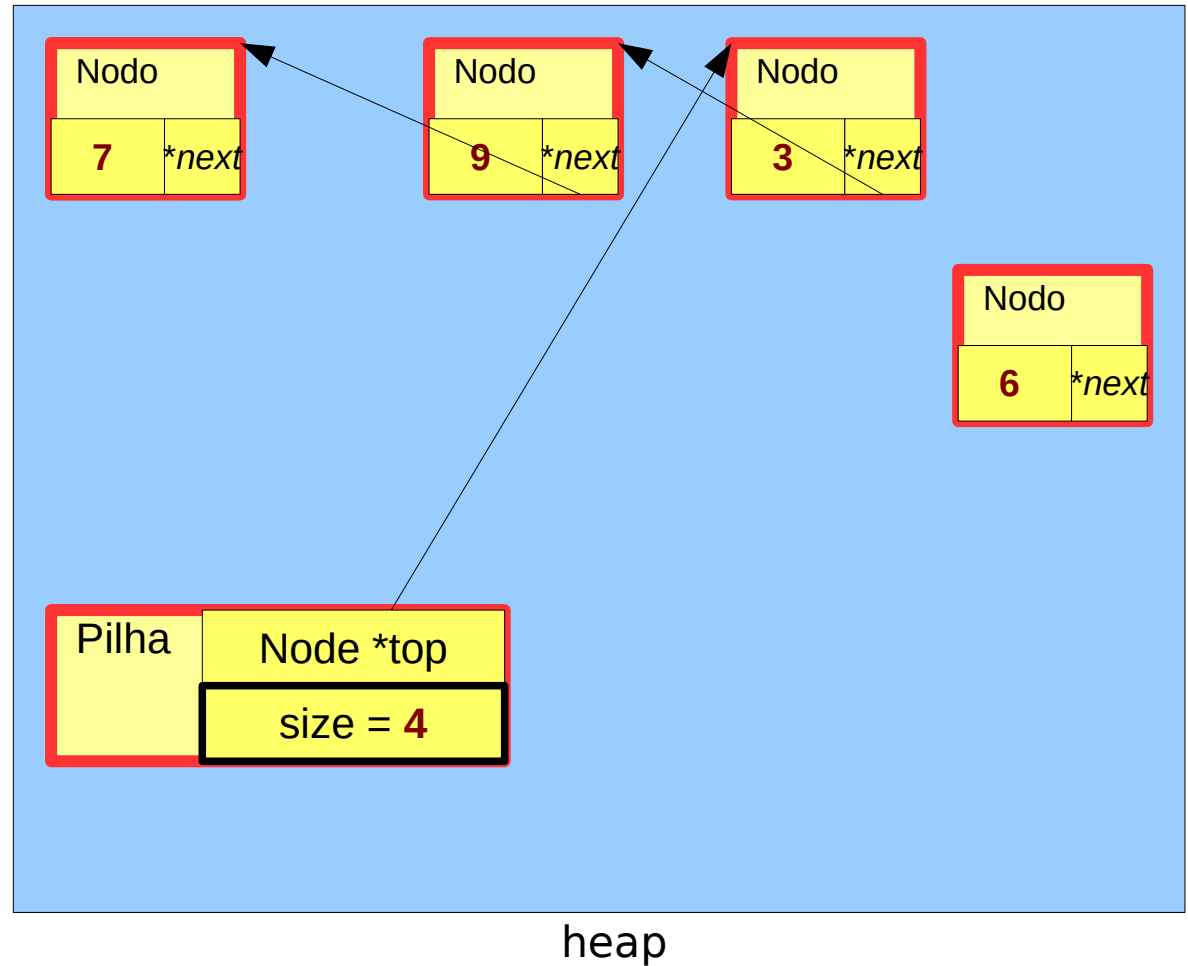 Nodo
7 *next
Nodo
9 *next
Nodo
3 *next
Nodo
6 *next
Pilha
Node *top
size = 4
heap